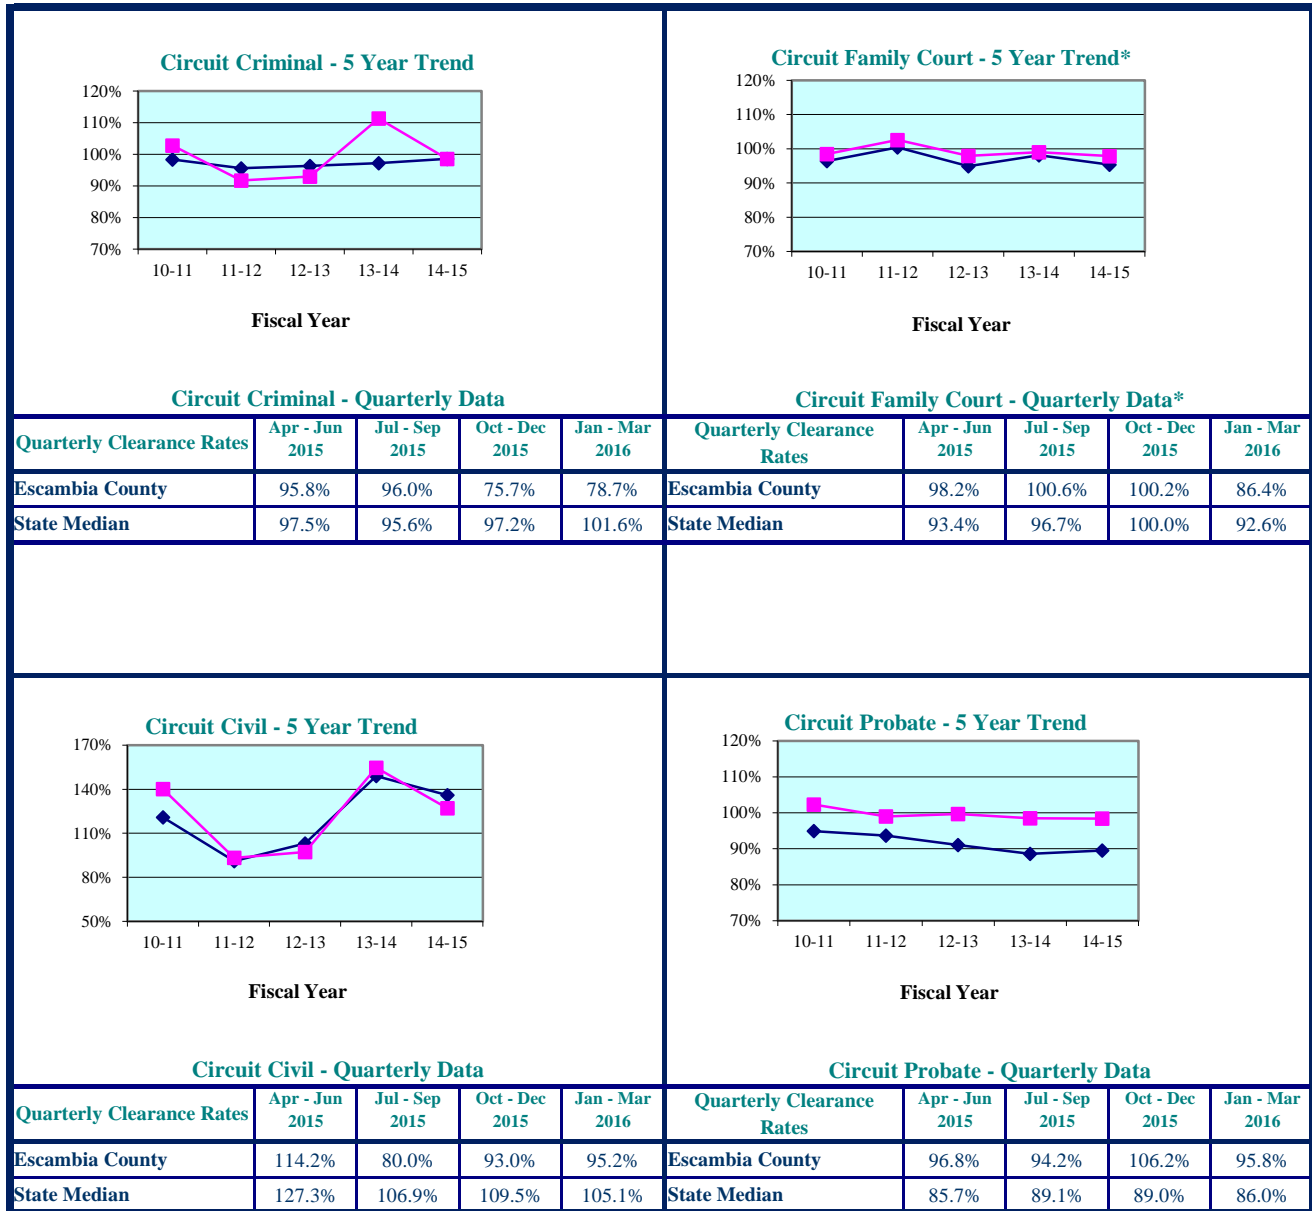 Circuit Criminal - 5 Year Trend
120%
110%
100%
90%
80%
70%
10-11 11-12 12-13 13-14 14-15
Fiscal Year
Circuit Criminal - Quarterly Data
Quarterly Clearance Rates Apr - Jun 2015 Jul - Sep 2015 Oct - Dec 2015 Jan - Mar 2016
Escambia County 95.8% 96.0% 75.7% 78.7%
State Median 97.5% 95.6% 97.2% 101.6%
Circuit Family Court - 5 Year Trend*
120%
110%
100%
90%
80%
70%
10-11 11-12 12-13 13-14 14-15
Fiscal Year
Circuit Family Court - Quarterly Data*
Quarterly Clearance Rates Apr - Jun 2015 Jul - Sep 2015 Oct - Dec 2015 Jan - Mar 2016
Escambia County 98.2% 100.6% 100.2% 86.4%
State Median 93.4% 96.7% 100.0% 92.6%
Circuit Civil - 5 Year Trend
170%
140%
110%
80%
50%
10-11 11-12 12-13 13-14 14-15
Fiscal Year
Circuit Civil - Quarterly Data
Quarterly Clearance Rates Apr - Jun 2015 Jul - Sep 2015 Oct - Dec 2015 Jan - Mar 2016
Escambia County 114.2% 80.0% 93.0% 95.2%
State Median 127.3% 106.9% 109.5% 105.1%
Circuit Probate - 5 Year Trend
120%
110%
100%
90%
80%
70%
10-11 11-12 12-13 13-14 14-15
Fiscal Year
Circuit Probate - Quarterly Data
Quarterly Clearance Rates Apr - Jun 2015 Jul - Sep 2015 Oct - Dec 2015 Jan - Mar 2016
Escambia County 96.8% 94.2% 106.2% 95.8%
State Median 85.7% 89.1% 89.0% 86.0%